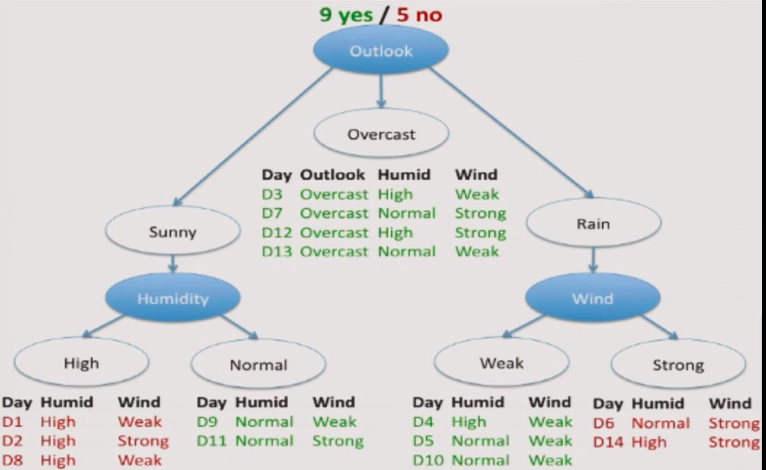 9 yes / 5 no
Outlook
Overcast
Day Outlook Humid Wind
D3 Overcast High Weak
D7 Overcast Normal Strong
D12 Overcast High Strong
D13 Overcast Normal Weak
Sunny
Rain
Humidity
Wind
High
Normal
Weak
Strong
Day Humid Wind
D1 High Weak
D2 High Strong
D8 High Weak
Day Humid Wind
D9 Normal Weak
D11 Normal Strong
Day Humid Wind
D4 High Weak
D5 Normal Weak
D10 Normal Weak
Day Humid Wind
D6 Normal Strong
D14 High Strong